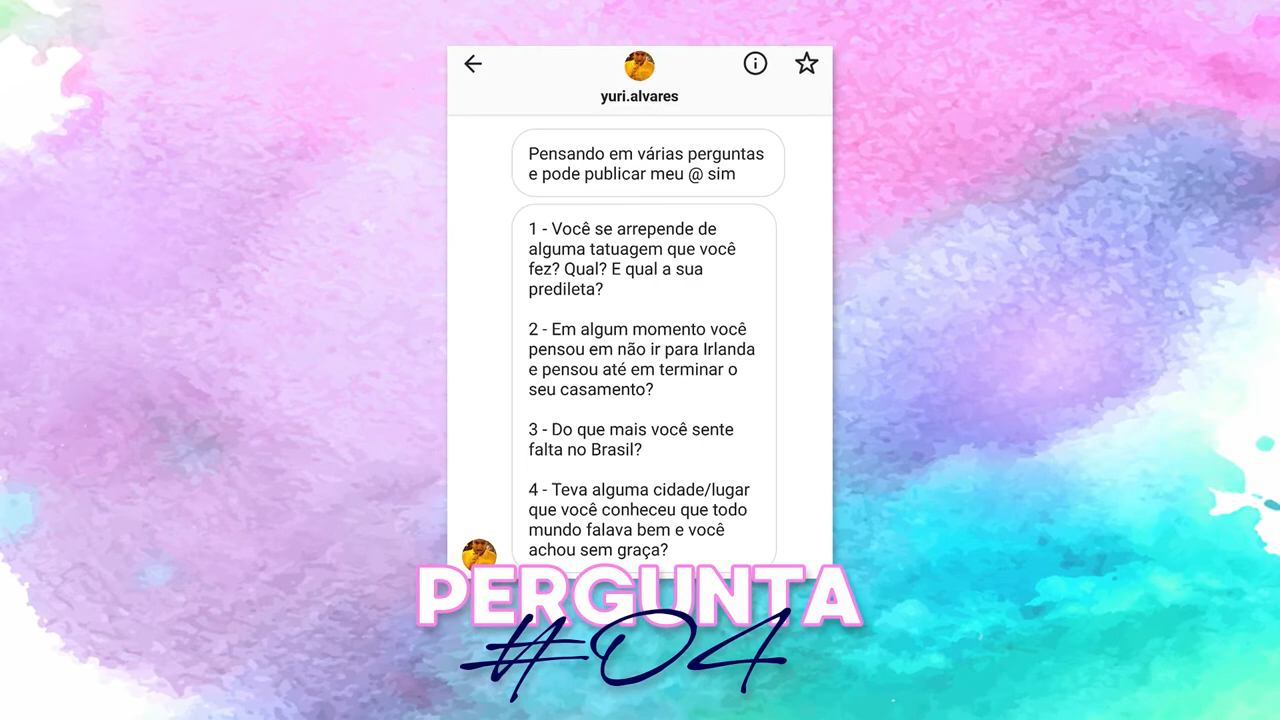 yuri.alvares
Pensando em várias perguntas
e pode publicar meu @ sim
1 - Você se arrepende de
alguma tatuagem que você
fez? Qual? E qual a sua
predileta?
2 - Em algum momento você
pensou em não ir para Irlanda
e pensou até em terminar o
seu casamento?
3 - Do que mais você sente
falta no Brasil?
4 - Teva alguma cidade/lugar
que você conheceu que todo
mundo falava bem e você
achou sem graça?
PERGUNTA
#04